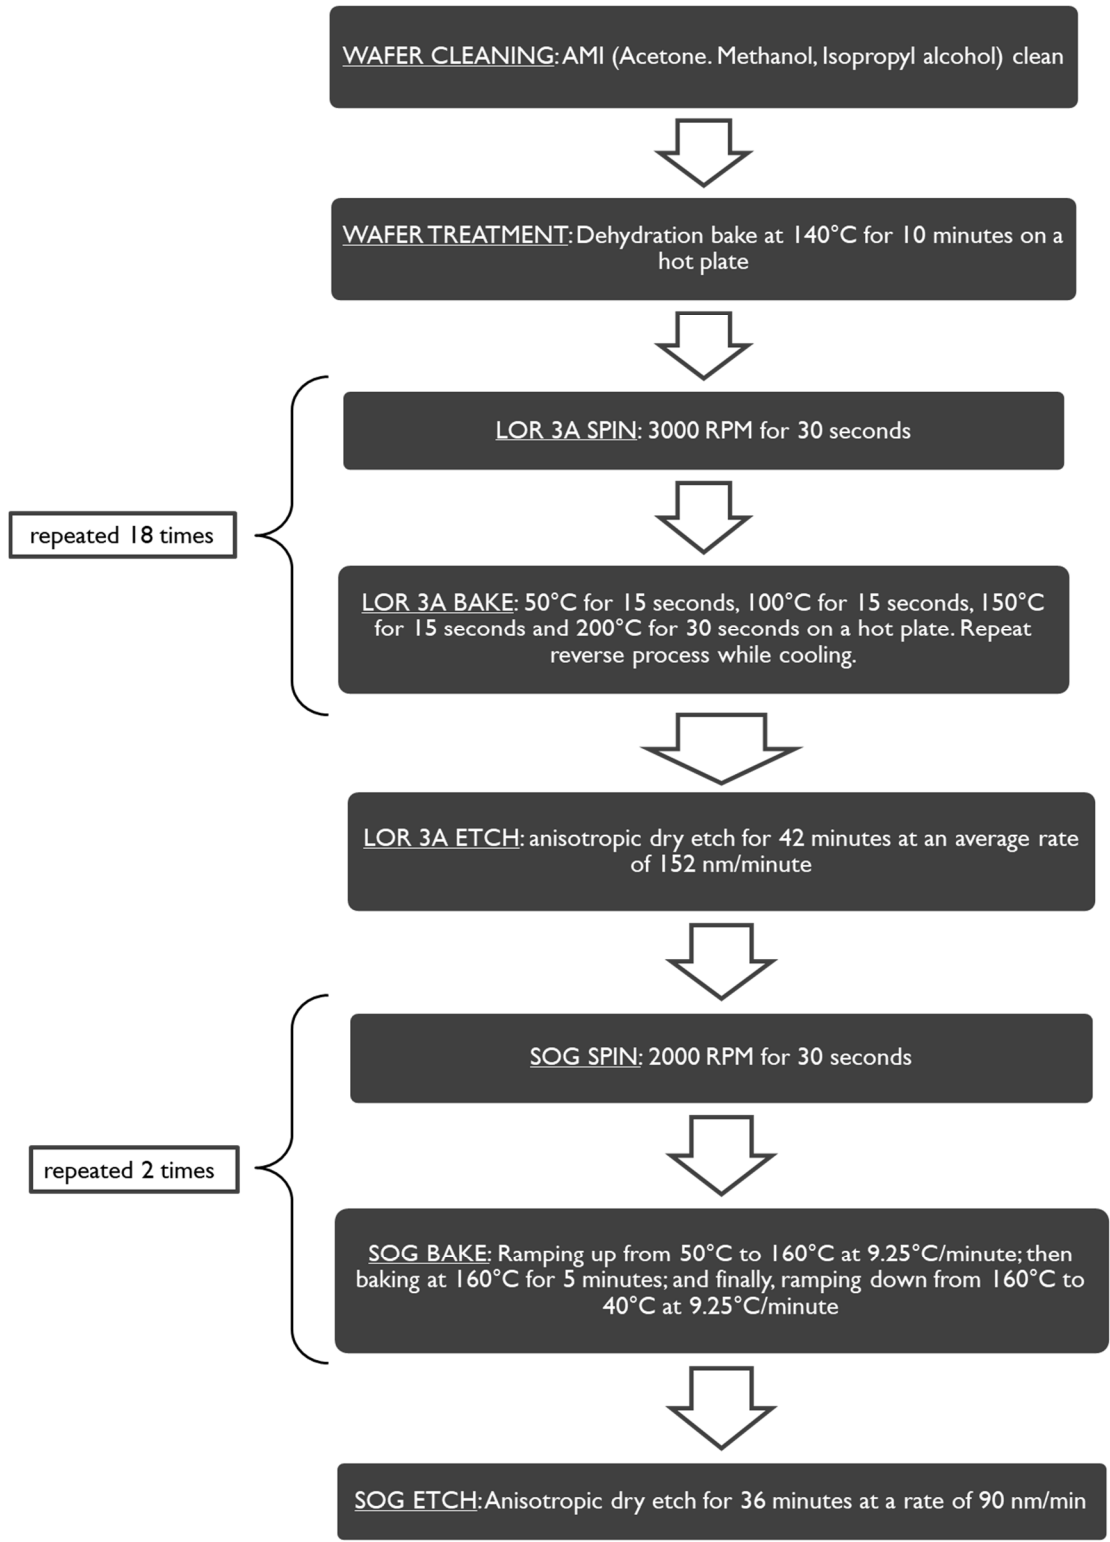 WAFER CLEANING: AMI (Acetone. Methanol, Isopropyl alcohol) clean
WAFER TREATMENT: Dehydration bake at 140°C for 10 minutes on a
hot plate
LOR 3A SPIN: 3000 RPM for 30 seconds
repeated 18 times
LOR 3A BAKE: 50°C for 15 seconds, 100°C for 15 seconds, 150°C
for 15 seconds and 200°C for 30 seconds on a hot plate. Repeat
reverse process while cooling.
LOR 3A ETCH: anisotropic dry etch for 42 minutes at an average rate
of 152 nm/minute
SOG SPIN: 2000 RPM for 30 seconds
repeated 2 times
SOG BAKE: Ramping up from 50°C to 160°C at 9.25°C/minute; then
baking at 160°C for 5 minutes; and finally, ramping down from 160°C to
40°C at 9.25°C/minute
SOG ETCH: Anisotropic dry etch for 36 minutes at a rate of 90 nm/min